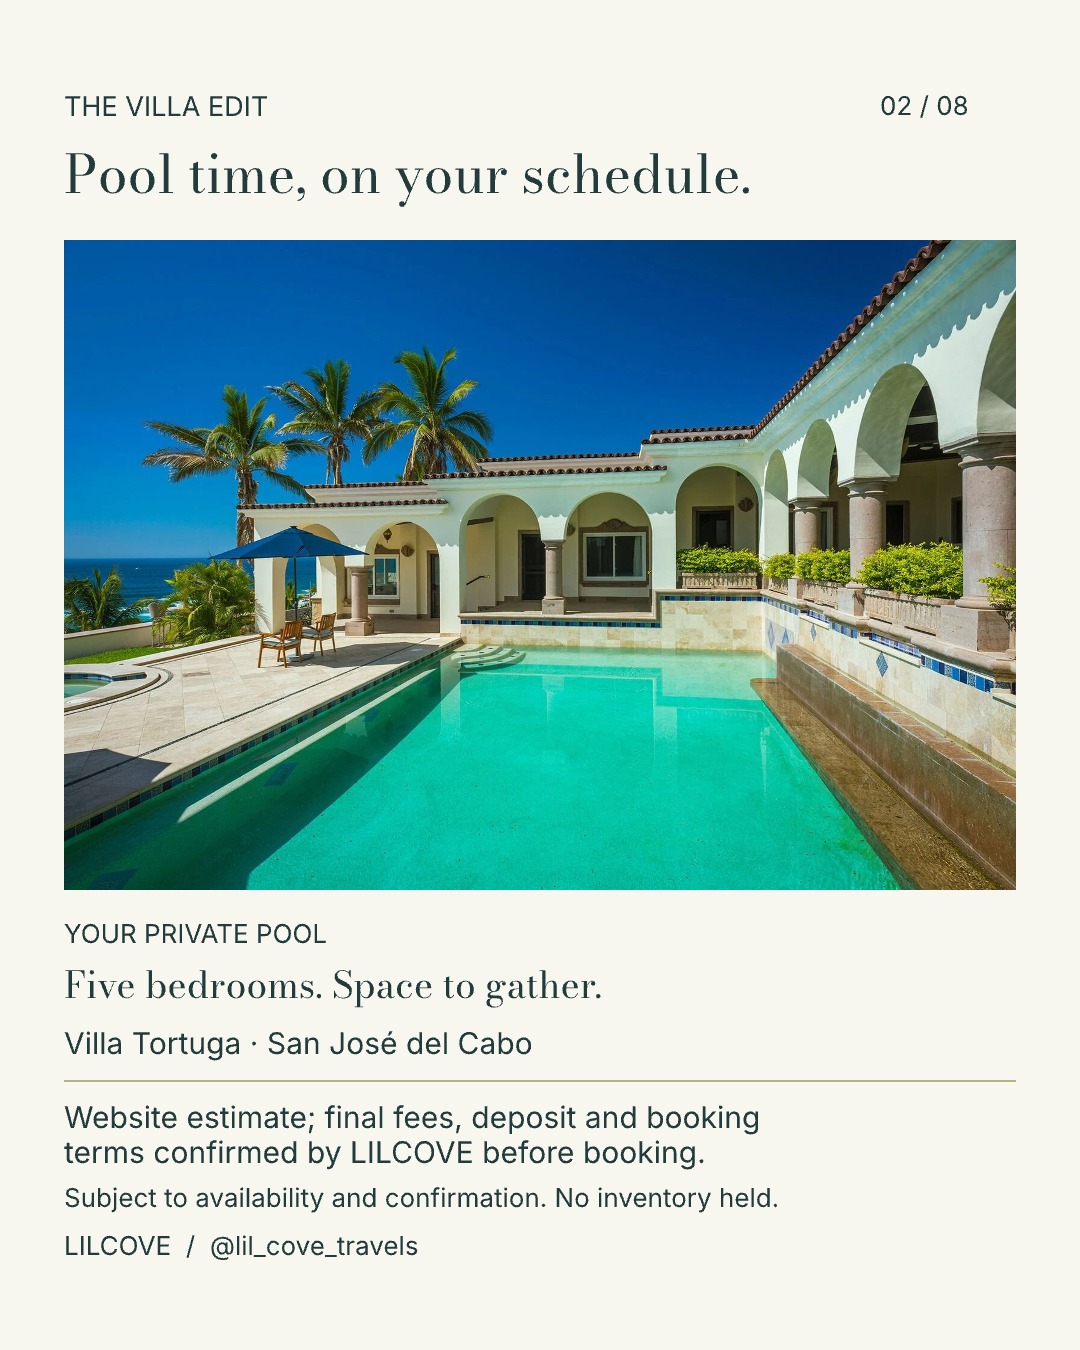 THE VILLA EDIT
02 / 08
Pool time, on your schedule.
YOUR PRIVATE POOL
Five bedrooms. Space to gather.
Villa Tortuga · San José del Cabo
Website estimate; final fees, deposit and booking
terms confirmed by LILCOVE before booking.
Subject to availability and confirmation. No inventory held.
LILCOVE / @lil_cove_travels